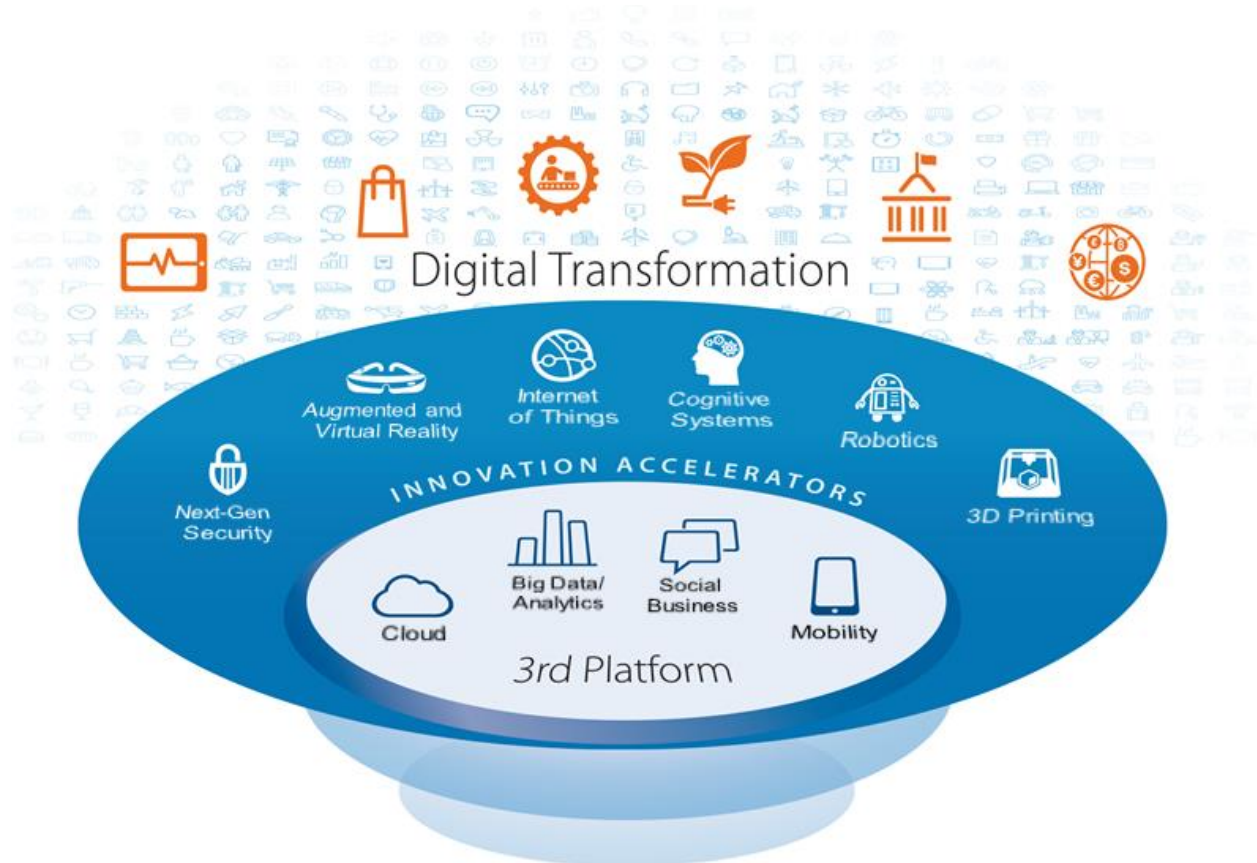 Digital Transformation
Augmented and
Virtual Reality
Internet
of Things
Cognitive
Systems
Robotics
Next-Gen
Security
3D Printing
INNOVATION ACCELERATORS
Cloud
Big Data/
Analytics
Social
Business
Mobility
3rd Platform